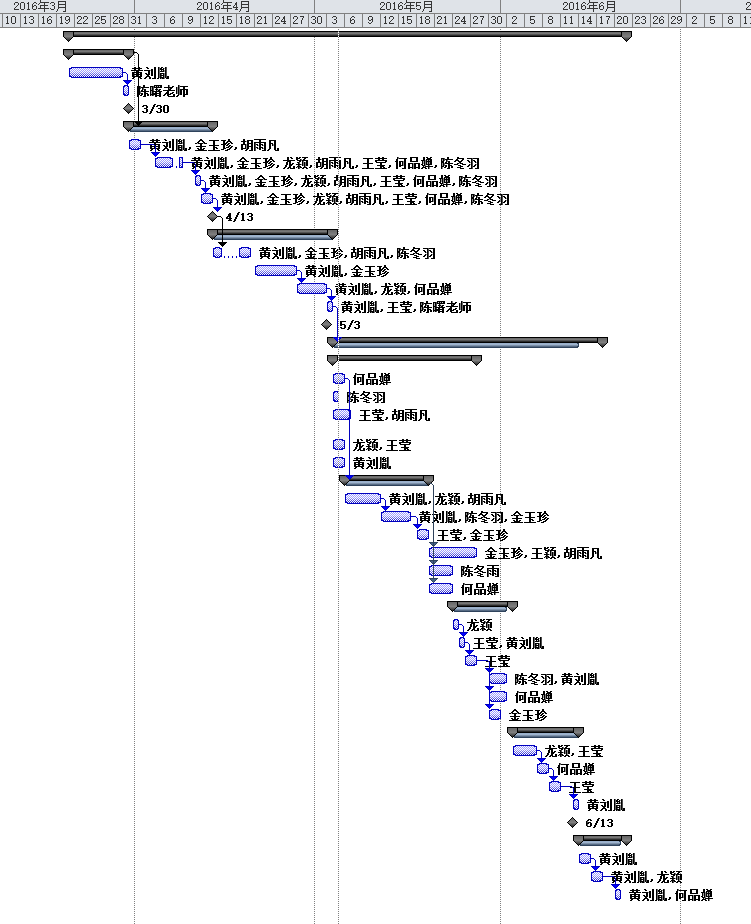 2016年3月 2016年4月 2016年5月 2016年6月 2
10 13 16 19 22 25 28 31 3 6 9 12 15 18 21 24 27 30 3 6 9 12 15 18 21 24 27 30 2 5 8 11 14 17 20 23 26 29 2 5 8 11
黄刘胤
陈曙老师
3/30
黄刘胤,金玉珍,胡雨凡
黄刘胤,金玉珍,龙颖,胡雨凡,王莹,何品婵,陈冬羽
黄刘胤,金玉珍,龙颖,胡雨凡,王莹,何品婵,陈冬羽
黄刘胤,金玉珍,龙颖,胡雨凡,王莹,何品婵,陈冬羽
4/13
黄刘胤,金玉珍,胡雨凡,陈冬羽
黄刘胤,金玉珍
黄刘胤,龙颖,何品婵
黄刘胤,王莹,陈曙老师
5/3
何品婵
陈冬羽
王莹,胡雨凡
龙颖,王莹
黄刘胤
黄刘胤,龙颖,胡雨凡
黄刘胤,陈冬羽,金玉珍
王莹,金玉珍
金玉珍,王颖,胡雨凡
陈冬雨
何品婵
龙颖
王莹,黄刘胤
王莹
陈冬羽,黄刘胤
何品婵
金玉珍
龙颖,王莹
何品婵
王莹
黄刘胤
6/13
黄刘胤
黄刘胤,龙颖
黄刘胤,何品婵